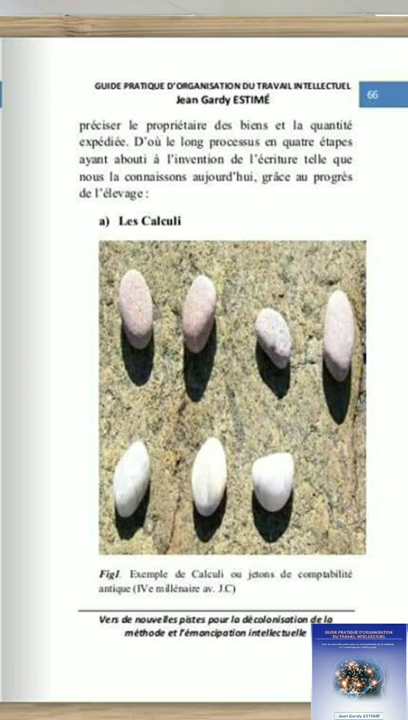 GUIDE PRATIQUE D'ORGANISATION DU TRAVAIL INTELLECTUEL
Jean Gardy ESTIMÉ
66
préciser le propriétaire des biens et la quantité
expédiée. D'où le long processus en quatre étapes
ayant abouti à l'invention de l'écriture telle que
nous la connaissons aujourd'hui, grâce au progrès
de l'élevage :
a) Les Calculi
Fig1. Exemple de Calculi ou jetons de comptabilité
antique (IVe millénaire av. J.C)
Vers de nouvelles pistes pour la décolonisation de la
méthode et l'émancipation intellectuelle
GUIDE PRATIQUE D'ORGANISATION
DU TRAVAIL INTELLECTUEL
Jean Gardy ESTIMÉ